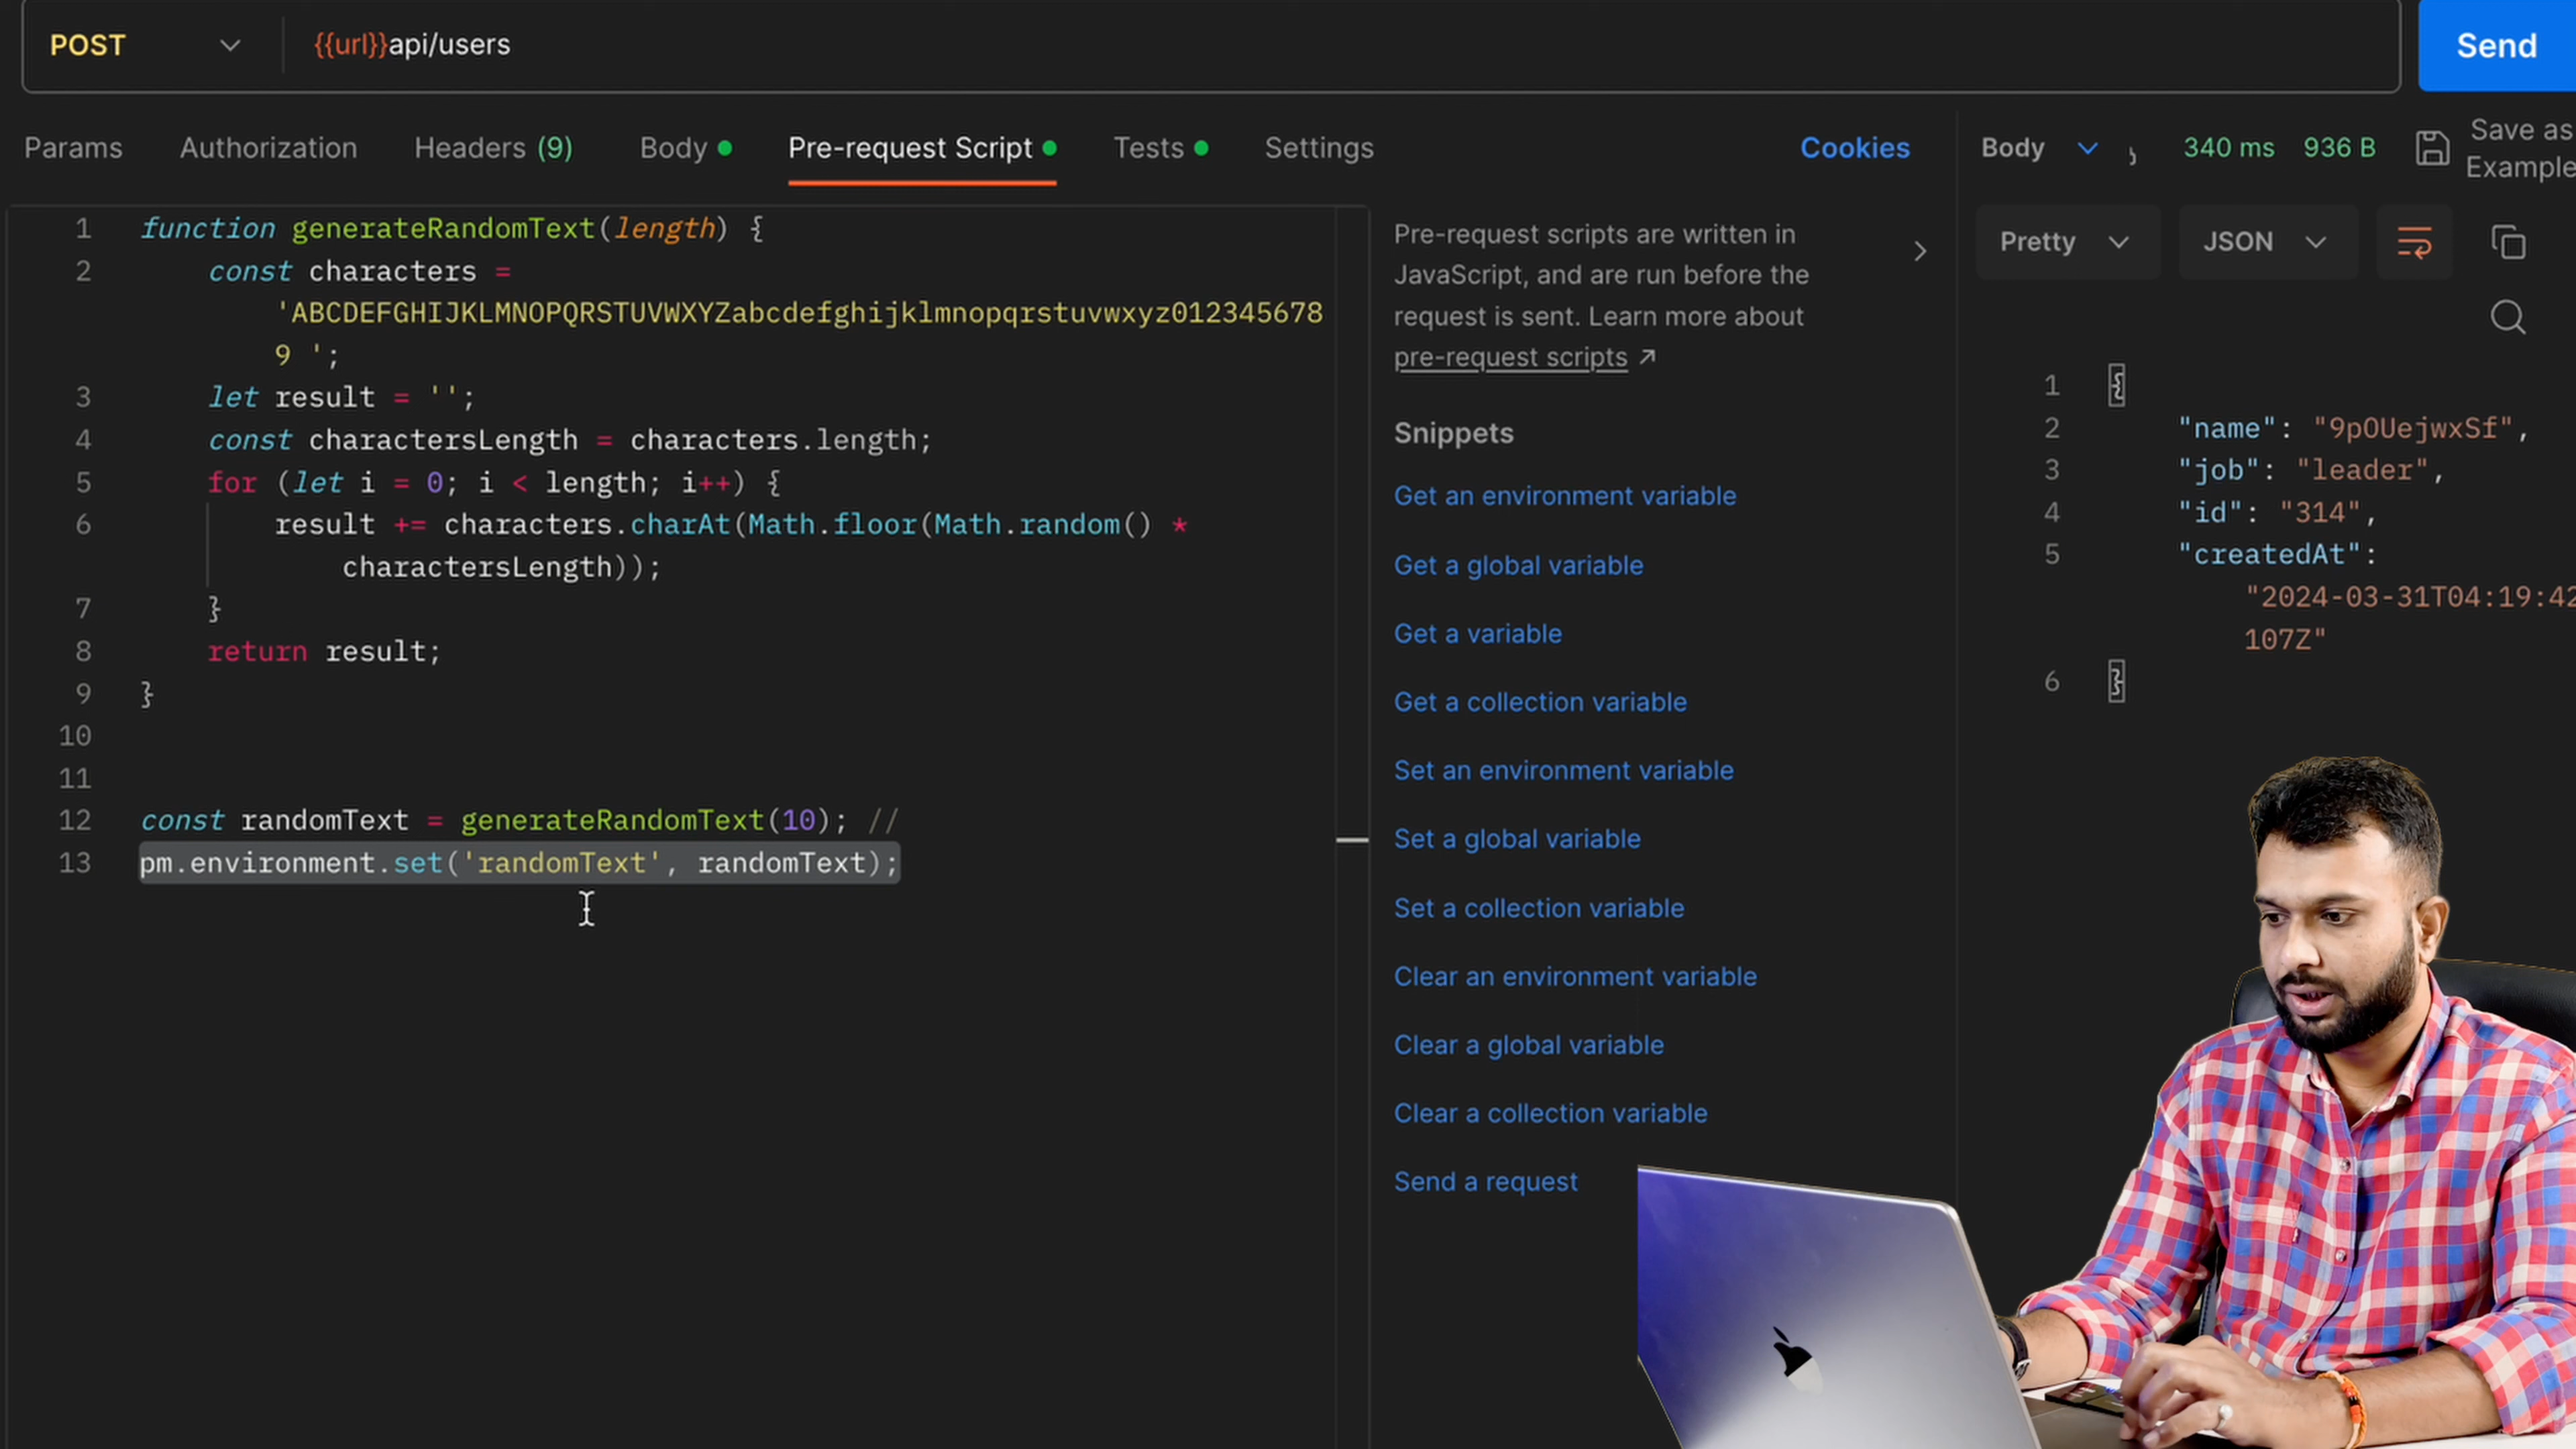 POST
{{url}}api/users
Send
Params
Authorization
Headers (9)
Body
Pre-request Script
Tests
Settings
Cookies
1 function generateRandomText(length) {
2 const characters =
'ABCDEFGHIJKLMNOPQRSTUVWXYZabcdefghijklmnopqrstuvwxyz012345678
9 ';
3 let result = '';
4 const charactersLength = characters.length;
5 for (let i = 0; i < length; i++) {
6 result += characters.charAt(Math.floor(Math.random() *
charactersLength));
7 }
8 return result;
9 }
10
11
12 const randomText = generateRandomText(10); //
13 pm.environment.set('randomText', randomText);
Pre-request scripts are written in
JavaScript, and are run before the
request is sent. Learn more about
pre-request scripts ↗
Snippets
Get an environment variable
Get a global variable
Get a variable
Get a collection variable
Set an environment variable
Set a global variable
Set a collection variable
Clear an environment variable
Clear a global variable
Clear a collection variable
Send a request
Body
340 ms
936 B
Save as
Example
Pretty
JSON
1 {
2 "name": "9pOUejwxSf",
3 "job": "leader",
4 "id": "314",
5 "createdAt":
"2024-03-31T04:19:42
107Z"
6 }